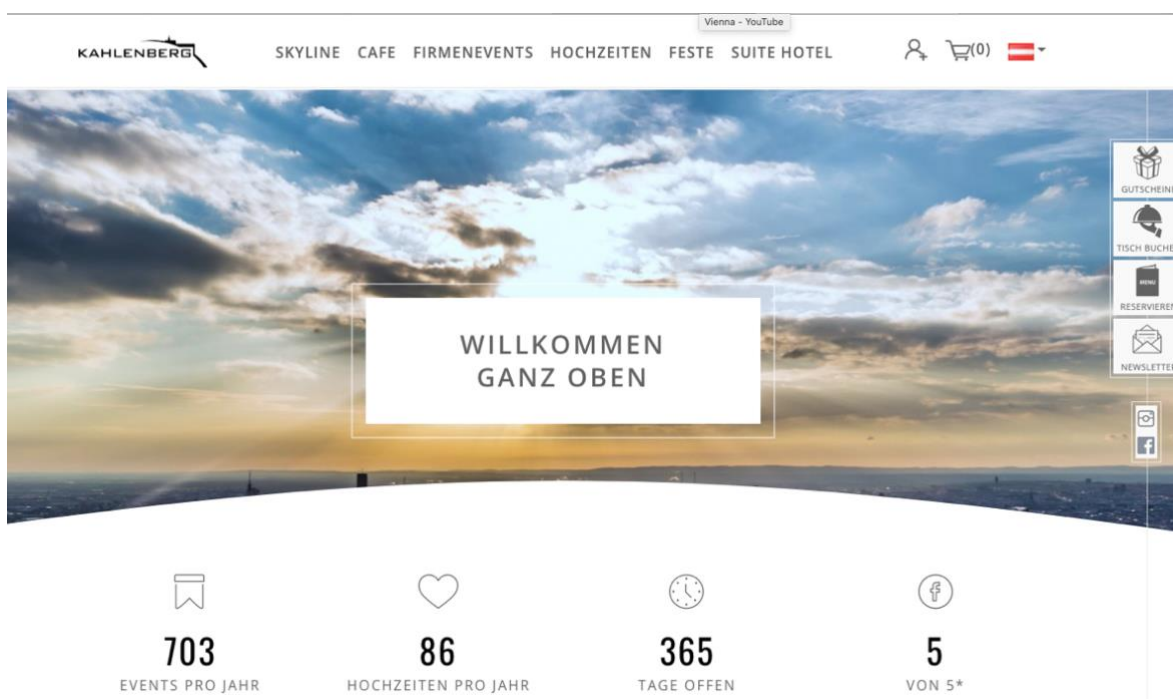 Vienna - YouTube
KAHLENBERG
SKYLINE CAFE FIRMENEVENTS HOCHZEITEN FESTE SUITE HOTEL
(0)
GUTSCHEINE
TISCH BUCHE
MENU
RESERVIEREN
NEWSLETTER
WILLKOMMEN
GANZ OBEN
703
EVENTS PRO JAHR
86
HOCHZEITEN PRO JAHR
365
TAGE OFFEN
5
VON 5*